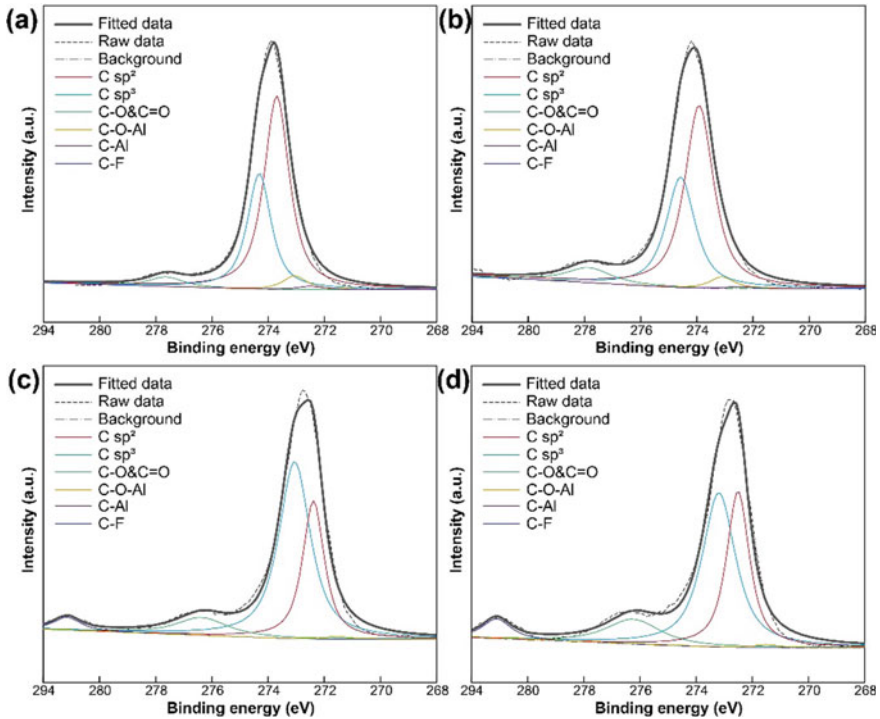 (a)
Fitted data
Raw data
Background
C sp²
C sp³
C-O&C=O
C-O-Al
C-Al
C-F
Intensity (a.u.)
294 280 278 276 274 272 270 268
Binding energy (eV)
(b)
Fitted data
Raw data
Background
C sp²
C sp³
C-O&C=O
C-O-Al
C-Al
C-F
Intensity (a.u.)
294 280 278 276 274 272 270 268
Binding energy (eV)
(c)
Fitted data
Raw data
Background
C sp²
C sp³
C-O&C=O
C-O-Al
C-Al
C-F
Intensity (a.u.)
294 280 278 276 274 272 270 268
Binding energy (eV)
(d)
Fitted data
Raw data
Background
C sp²
C sp³
C-O&C=O
C-O-Al
C-Al
C-F
Intensity (a.u.)
294 280 278 276 274 272 270 268
Binding energy (eV)